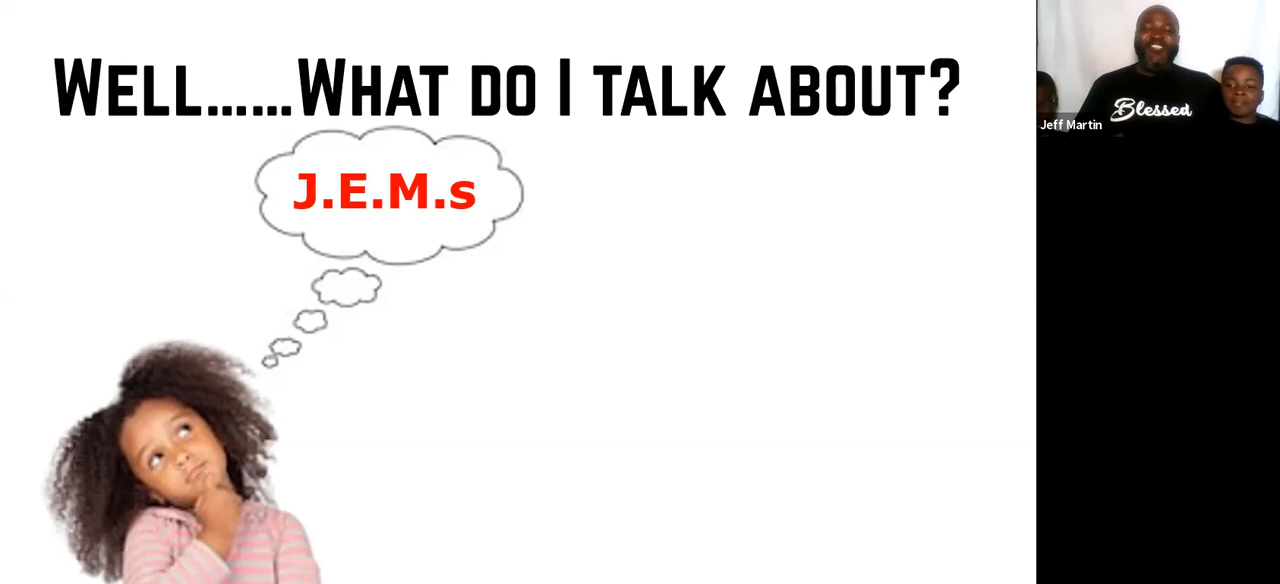 Well......What do I talk about?
J.E.M.s
Blessed
Jeff Martin